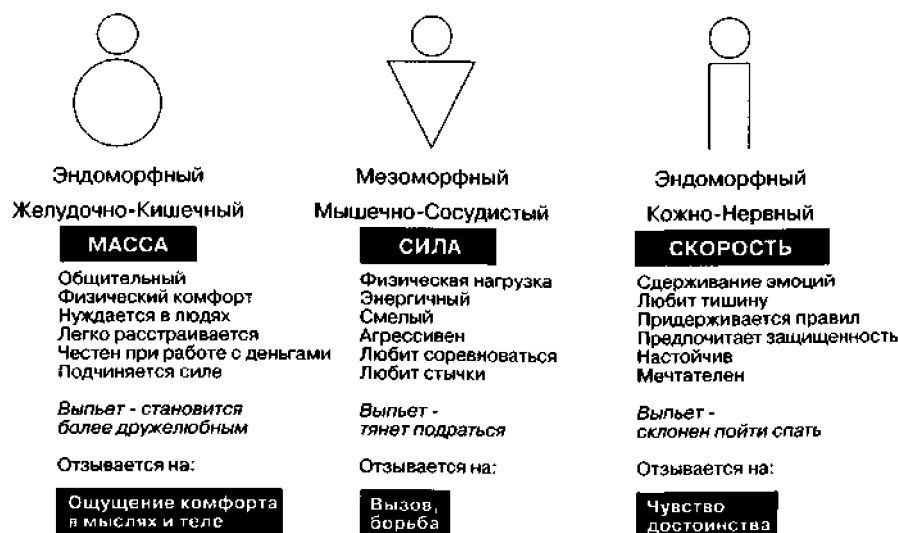 Эндоморфный
Желудочно-Кишечный
МАССА
Общительный
Физический комфорт
Нуждается в людях
Легко расстраивается
Честен при работе с деньгами
Подчиняется силе
Выпьет - становится
более дружелюбным
Отзывается на:
Ощущение комфорта
в мыслях и теле
Мезоморфный
Мышечно-Сосудистый
СИЛА
Физическая нагрузка
Энергичный
Смелый
Агрессивен
Любит соревноваться
Любит стычки
Выпьет -
тянет подраться
Отзывается на:
Вызов,
борьба
Эндоморфный
Кожно-Нервный
СКОРОСТЬ
Сдерживание эмоций
Любит тишину
Придерживается правил
Предпочитает защищенность
Настойчив
Мечтателен
Выпьет -
склонен пойти спать
Отзывается на:
Чувство
достоинства